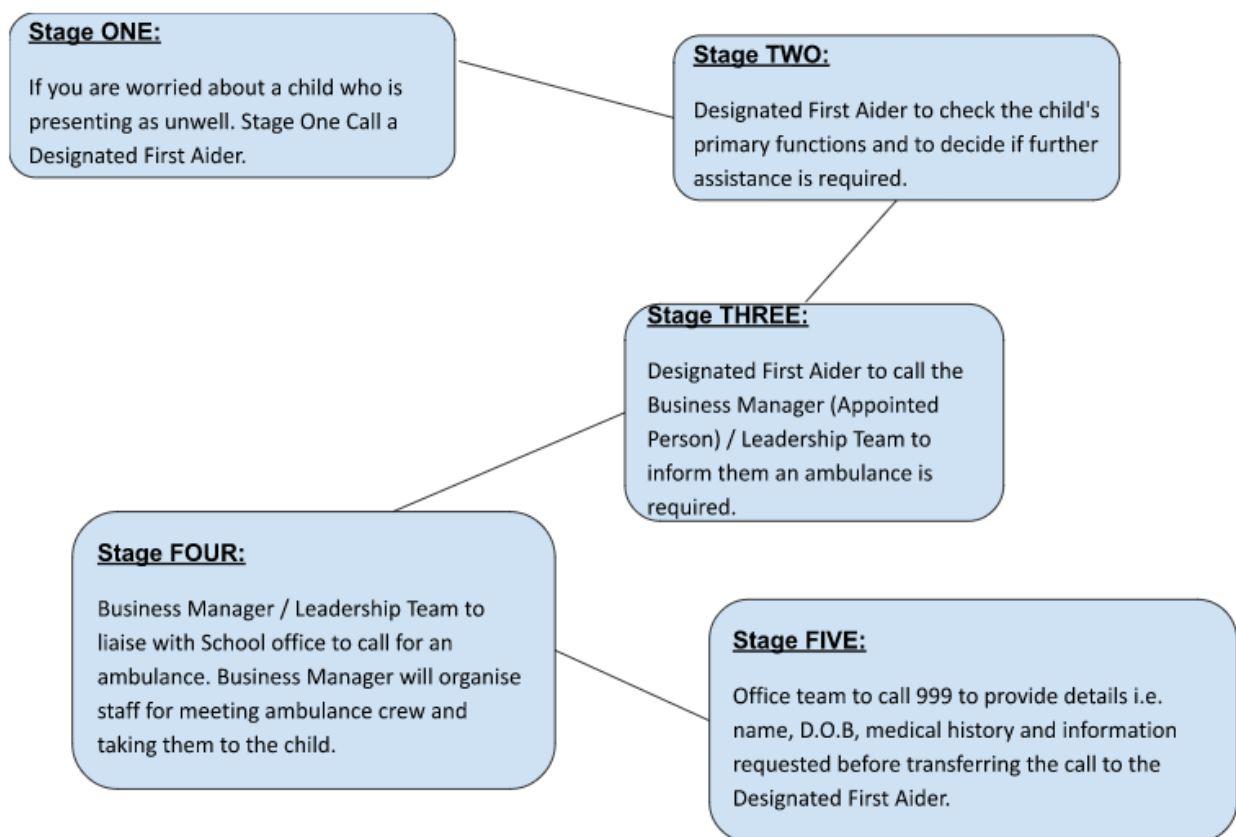 Stage ONE:
If you are worried about a child who is
presenting as unwell. Stage One Call a
Designated First Aider.
Stage TWO:
Designated First Aider to check the child's
primary functions and to decide if further
assistance is required.
Stage THREE:
Designated First Aider to call the
Business Manager (Appointed
Person) / Leadership Team to
inform them an ambulance is
required.
Stage FOUR:
Business Manager / Leadership Team to
liaise with School office to call for an
ambulance. Business Manager will organise
staff for meeting ambulance crew and
taking them to the child.
Stage FIVE:
Office team to call 999 to provide details i.e.
name, D.O.B, medical history and information
requested before transferring the call to the
Designated First Aider.